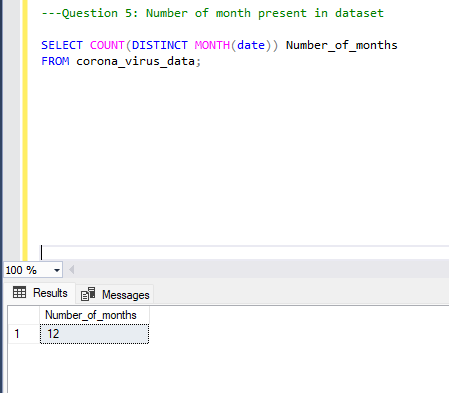 ---Question 5: Number of month present in dataset
SELECT COUNT(DISTINCT MONTH(date)) Number_of_months
FROM corona_virus_data;
100 %
Results Messages
Number_of_months
1 12